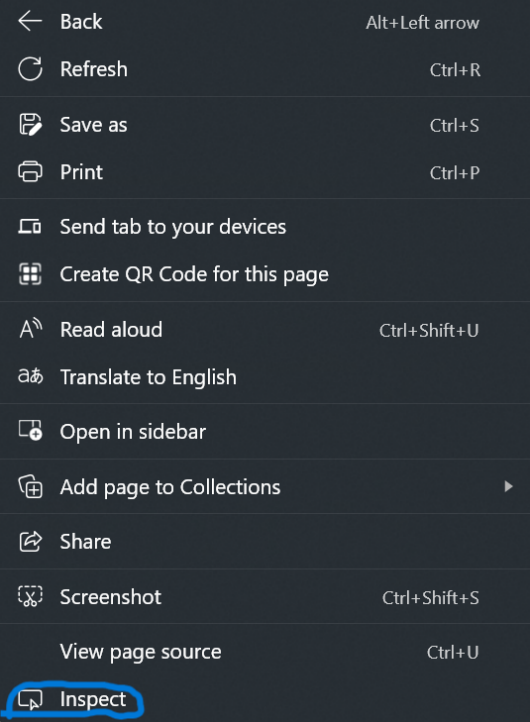 Back Alt+Left arrow
Refresh Ctrl+R
Save as Ctrl+S
Print Ctrl+P
Send tab to your devices
Create QR Code for this page
Read aloud Ctrl+Shift+U
Translate to English
Open in sidebar
Add page to Collections
Share
Screenshot Ctrl+Shift+S
View page source Ctrl+U
Inspect